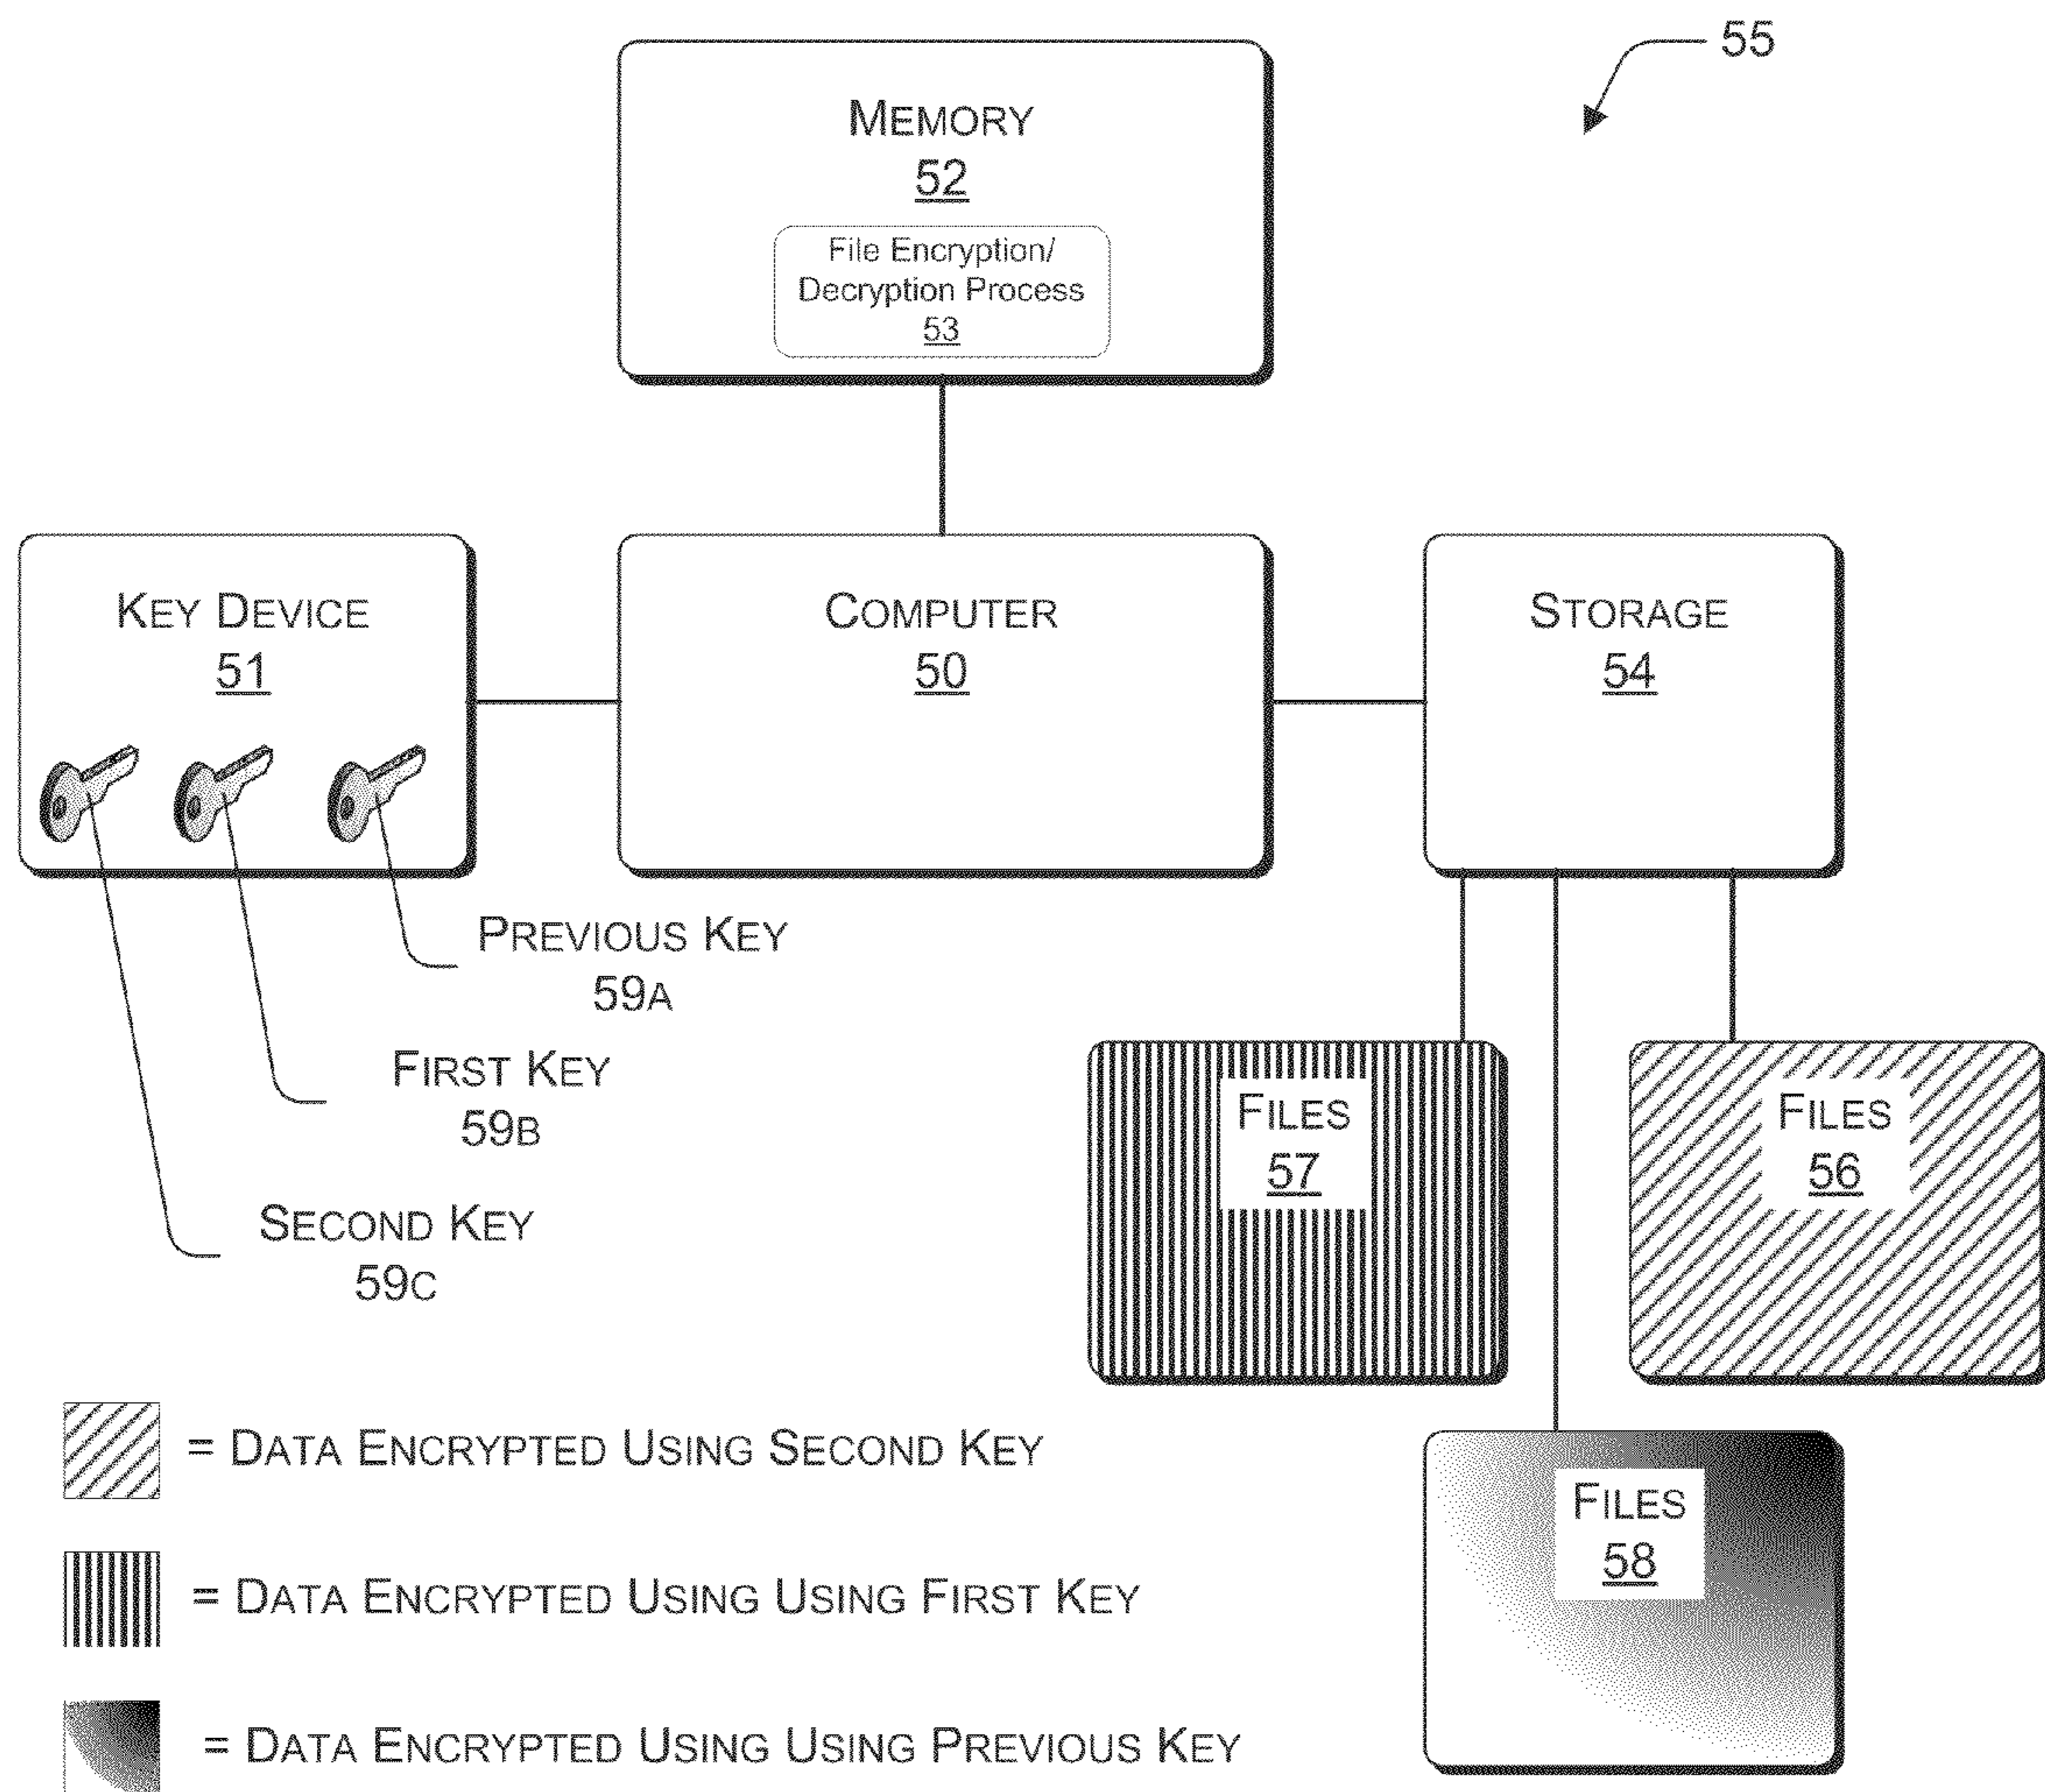 55
MEMORY
52
File Encryption/
Decryption Process
53
KEY DEVICE
51
COMPUTER
50
STORAGE
54
PREVIOUS KEY
59A
FIRST KEY
59B
SECOND KEY
59C
FILES
57
FILES
56
FILES
58
= DATA ENCRYPTED USING SECOND KEY
= DATA ENCRYPTED USING USING FIRST KEY
= DATA ENCRYPTED USING USING PREVIOUS KEY